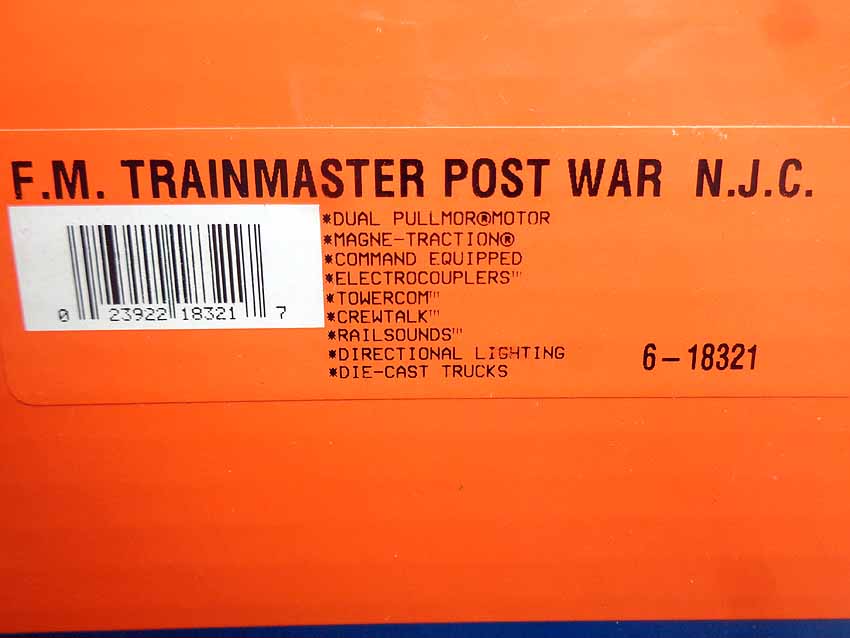 F.M. TRAINMASTER POST WAR N.J.C.
*DUAL PULLMOR®MOTOR
*MAGNE-TRACTION®
*COMMAND EQUIPPED
*ELECTROCOUPLERS™
*TOWERCOM™
*CREWTALK™
*RAILSOUNDS™
*DIRECTIONAL LIGHTING
*DIE-CAST TRUCKS
0 23922 18321 7
6-18321